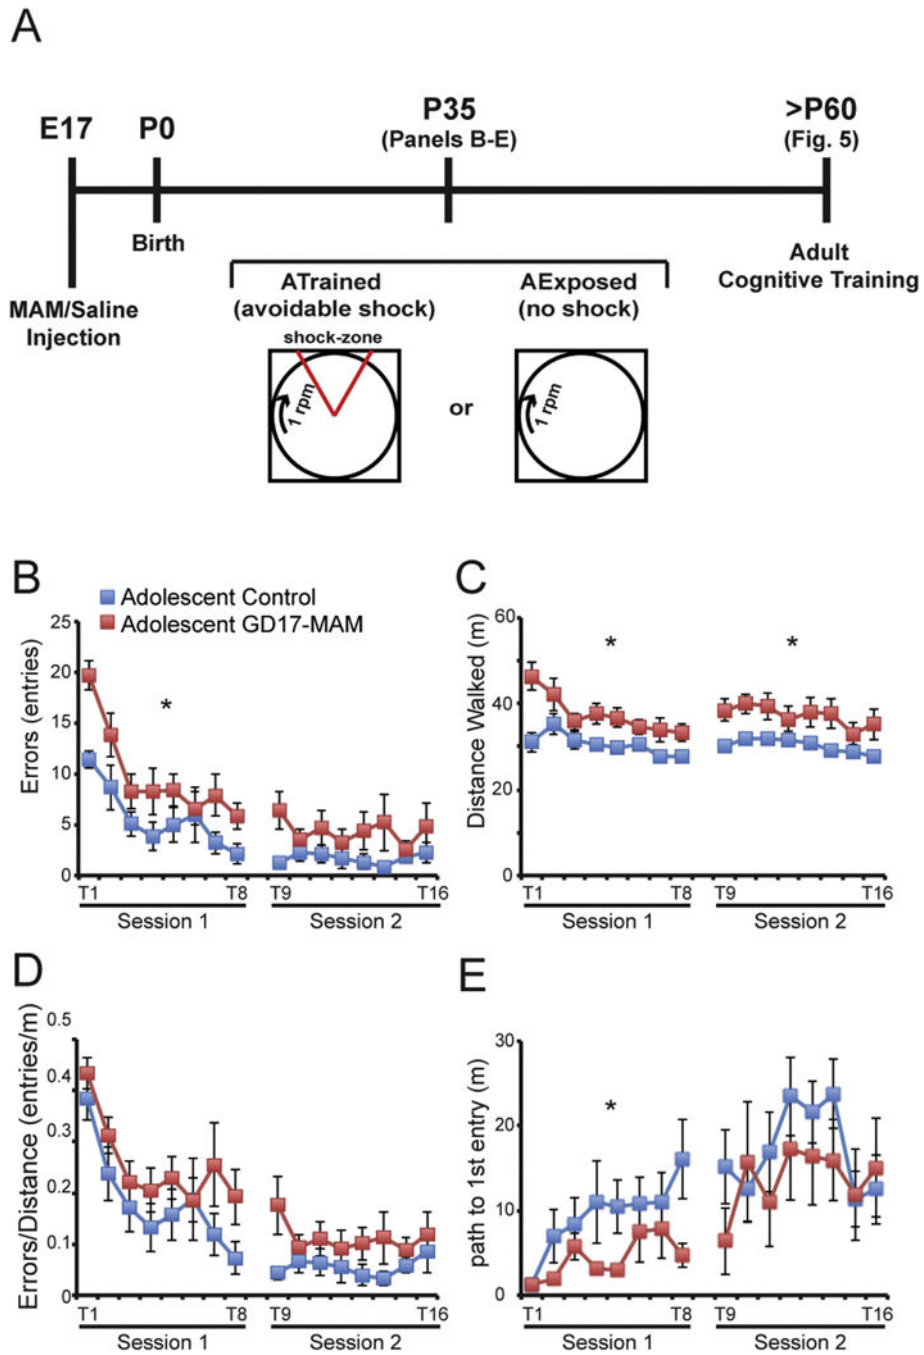 A
E17
P0
P35
(Panels B-E)
>P60
(Fig. 5)
Birth
MAM/Saline
Injection
Adult
Cognitive Training
ATrained
(avoidable shock)
shock-zone
1 rpm
or
AExposed
(no shock)
1 rpm
B
Adolescent Control
Adolescent GD17-MAM
Errors (entries)
25
20
15
10
5
0
*
T1
T8
T9
T16
Session 1
Session 2
C
Distance Walked (m)
60
40
20
0
*
*
T1
T8
T9
T16
Session 1
Session 2
D
Errors/Distance (entries/m)
0.5
0.4
0.3
0.2
0.1
0
T1
T8
T9
T16
Session 1
Session 2
E
path to 1st entry (m)
30
20
10
0
*
T1
T8
T9
T16
Session 1
Session 2